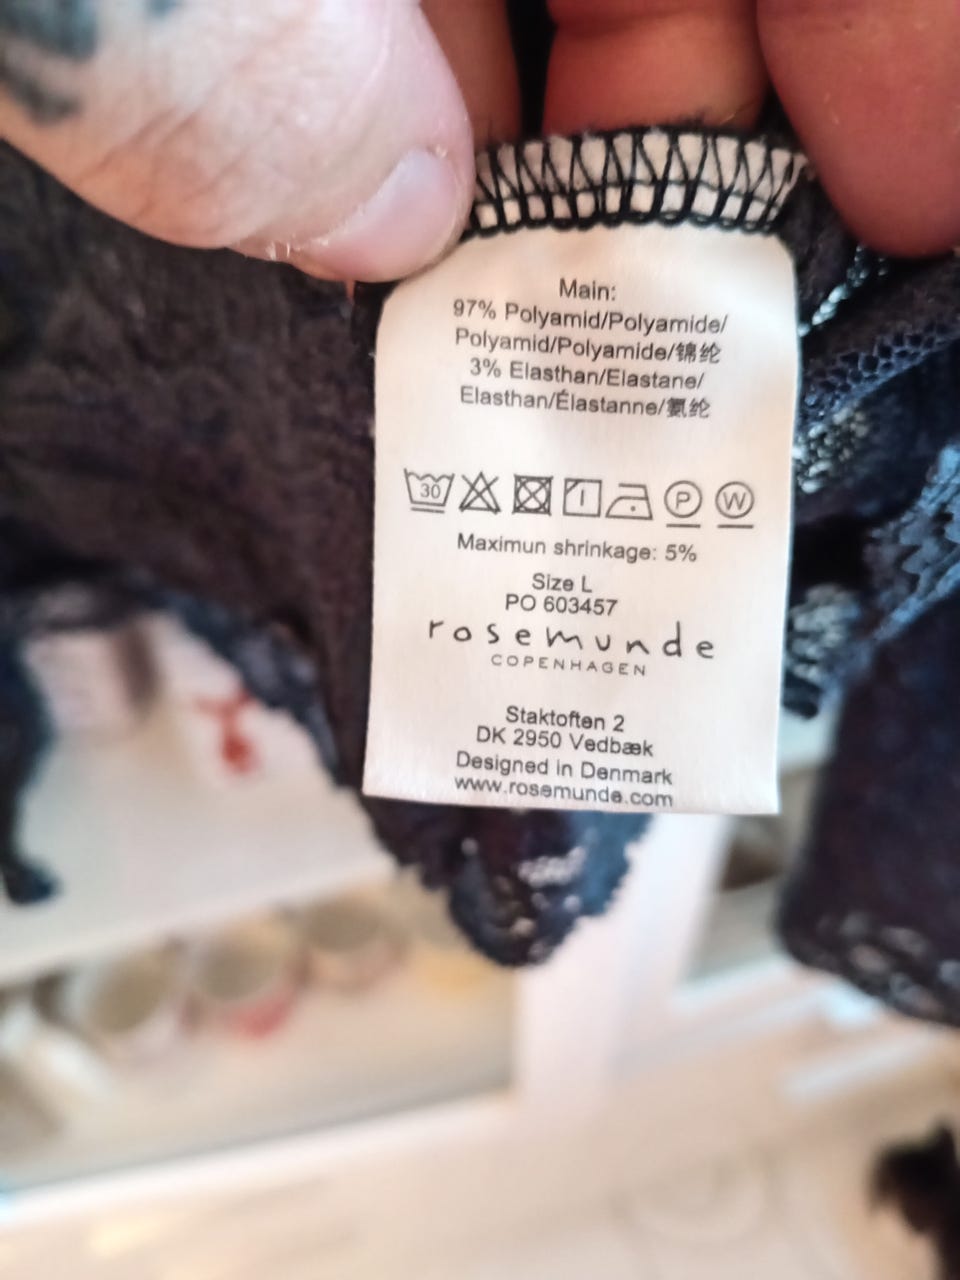 Main:
97% Polyamid/Polyamide/
Polyamid/Polyamide/锦纶
3% Elasthan/Elastane/
Elasthan/Élastanne/氨纶
30 P W
Maximun shrinkage: 5%
Size L
PO 603457
rosemunde
COPENHAGEN
Staktoften 2
DK 2950 Vedbæk
Designed in Denmark
www.rosemunde.com